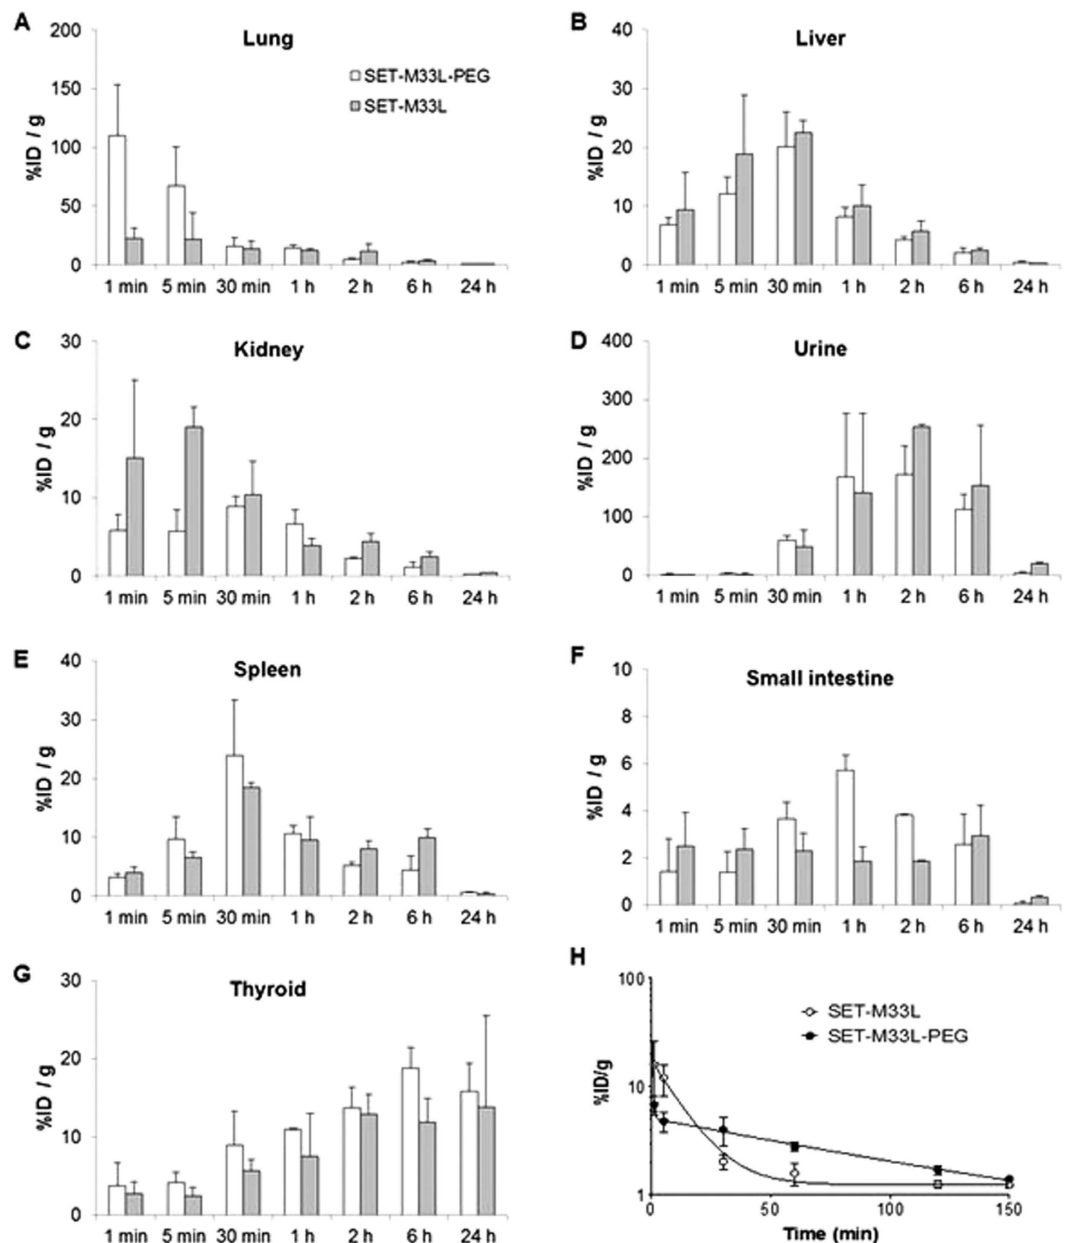 A
Lung
200
150
100
50
0
%ID / g
SET-M33L-PEG
SET-M33L
1 min 5 min 30 min 1 h 2 h 6 h 24 h
B
Liver
40
30
20
10
0
%ID / g
1 min 5 min 30 min 1 h 2 h 6 h 24 h
C
Kidney
30
20
10
0
%ID / g
1 min 5 min 30 min 1 h 2 h 6 h 24 h
D
Urine
400
300
200
100
0
%ID / g
1 min 5 min 30 min 1 h 2 h 6 h 24 h
E
Spleen
40
30
20
10
0
%ID / g
1 min 5 min 30 min 1 h 2 h 6 h 24 h
F
Small intestine
10
8
6
4
2
0
%ID / g
1 min 5 min 30 min 1 h 2 h 6 h 24 h
G
Thyroid
30
20
10
0
%ID / g
1 min 5 min 30 min 1 h 2 h 6 h 24 h
H
100
10
1
%ID/g
SET-M33L
SET-M33L-PEG
0 50 100 150
Time (min)